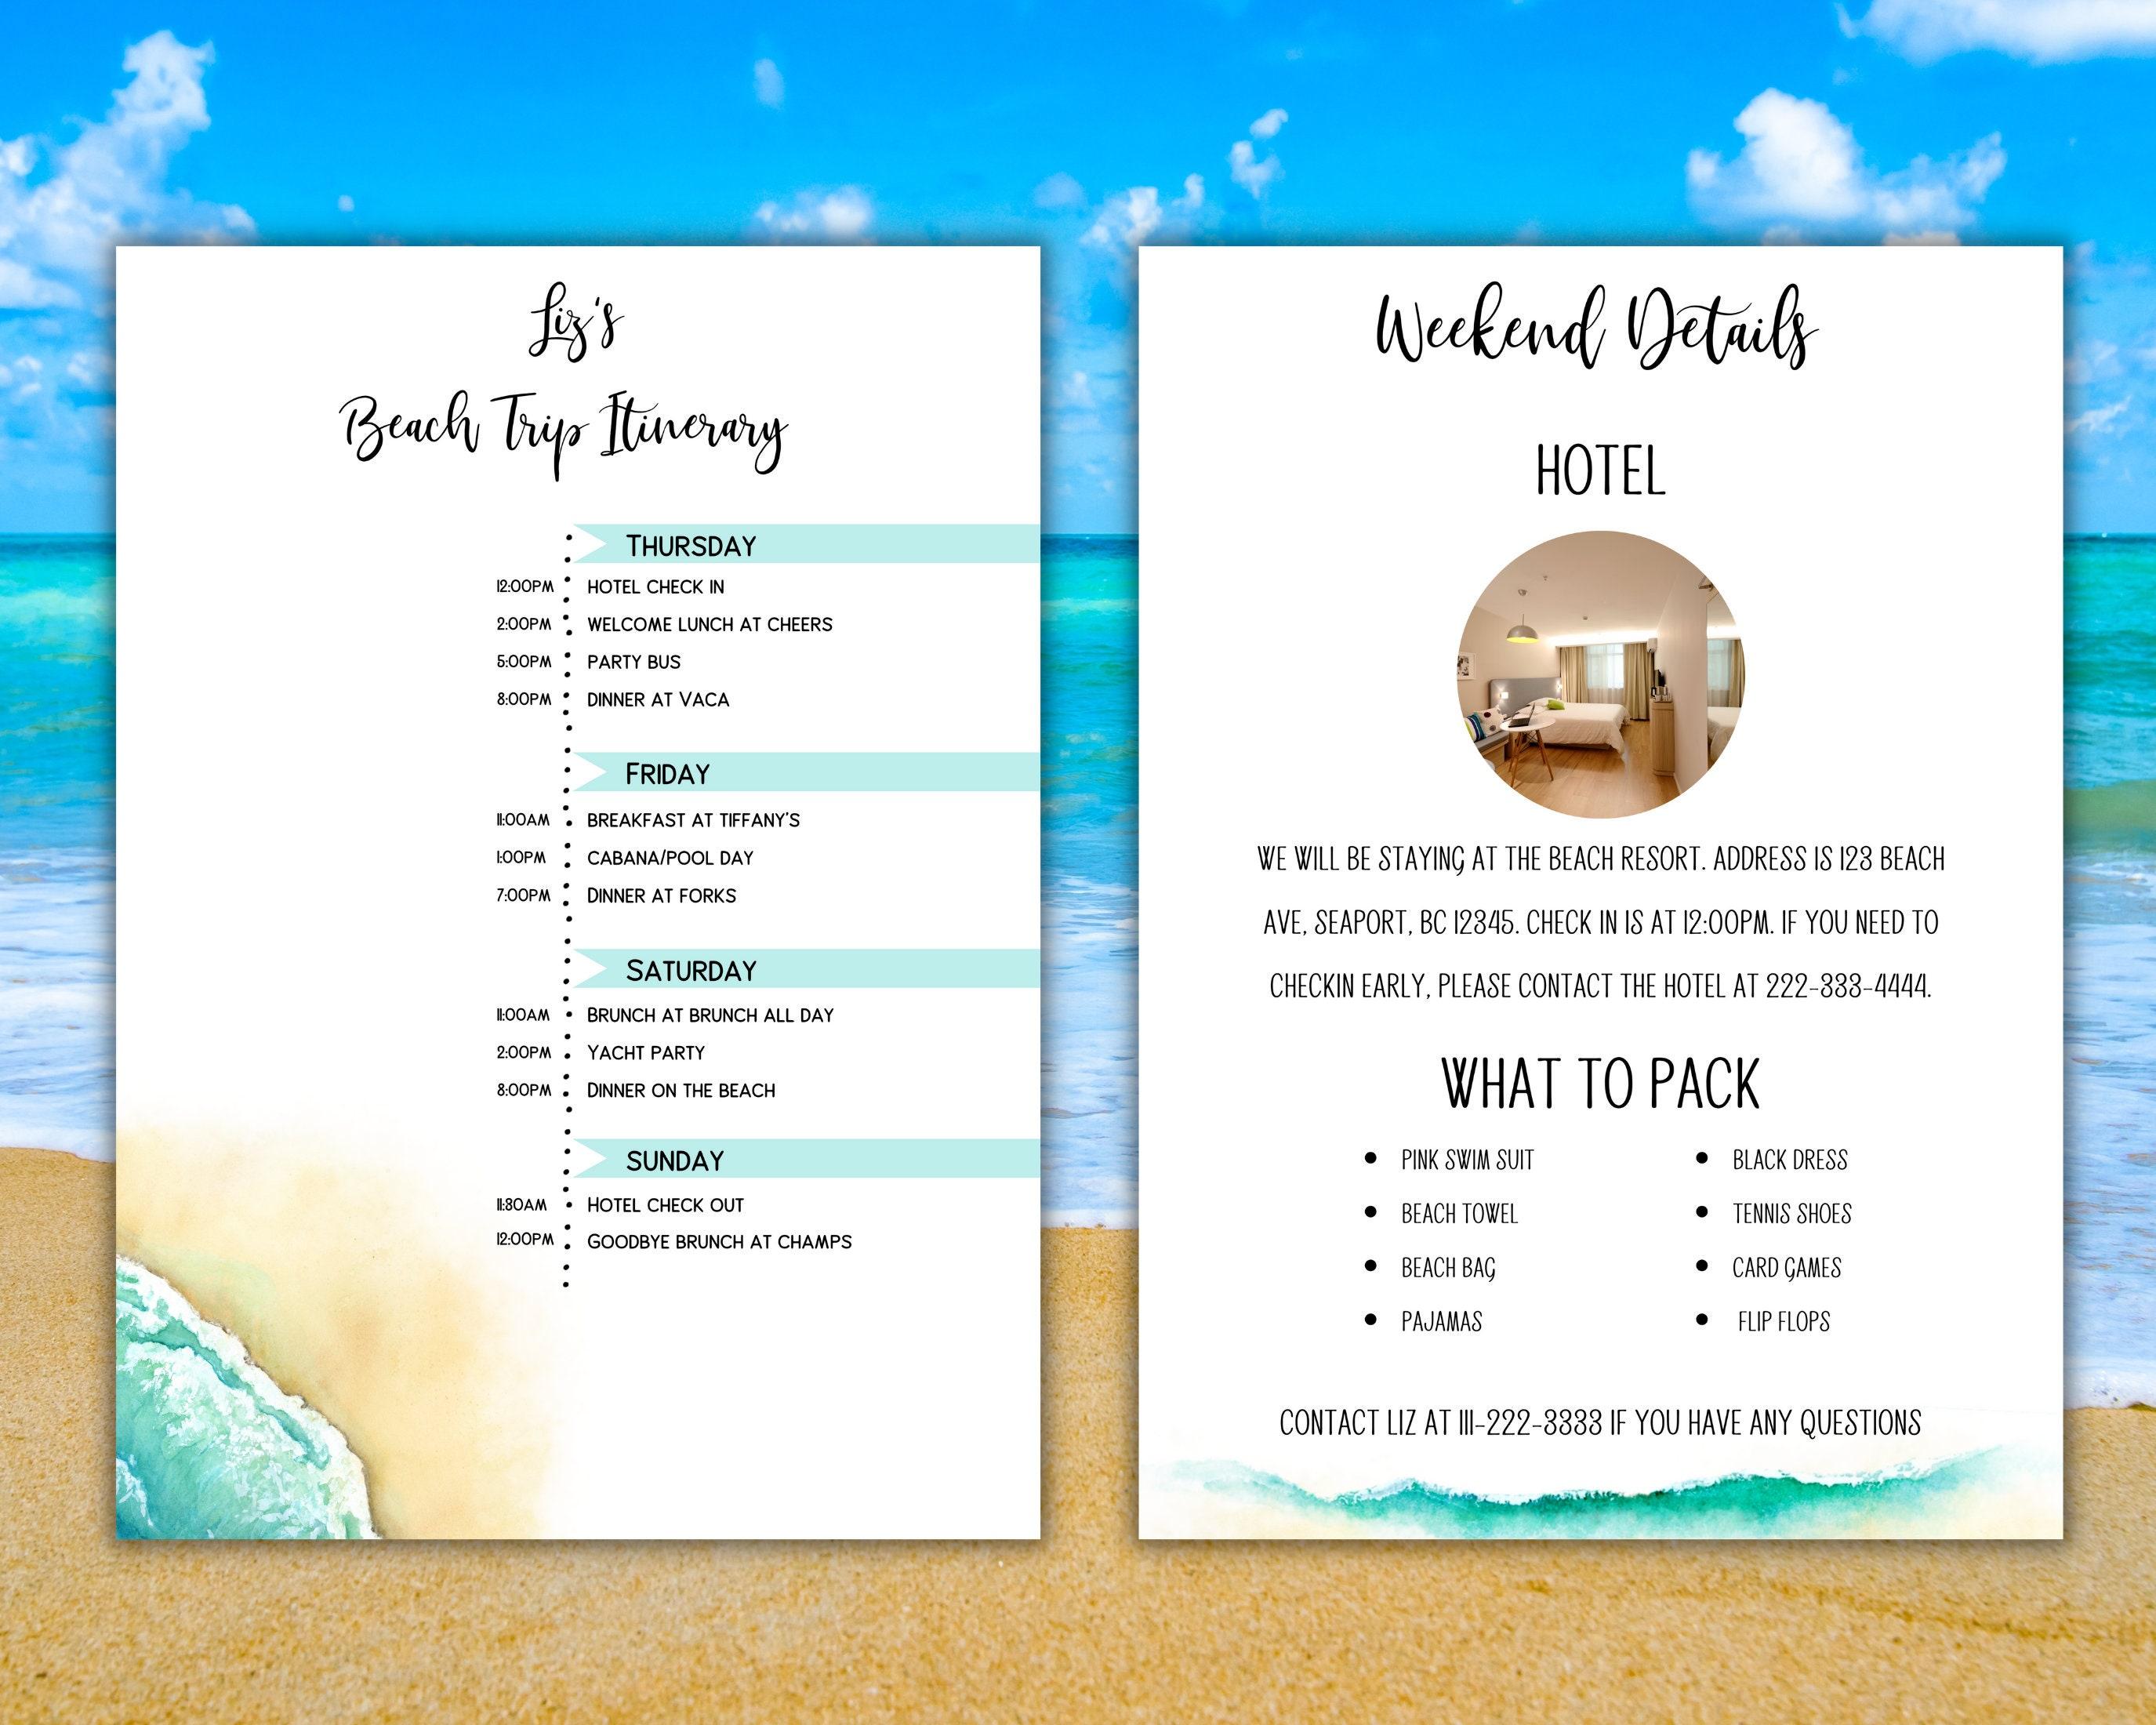 Liz's
Beach Trip Itinerary
THURSDAY
12:00PM HOTEL CHECK IN
2:00PM WELCOME LUNCH AT CHEERS
5:00PM PARTY BUS
8:00PM DINNER AT VACA
FRIDAY
11:00AM BREAKFAST AT TIFFANY'S
1:00PM CABANA/POOL DAY
7:00PM DINNER AT FORKS
SATURDAY
11:00AM BRUNCH AT BRUNCH ALL DAY
2:00PM YACHT PARTY
8:00PM DINNER ON THE BEACH
SUNDAY
11:30AM HOTEL CHECK OUT
12:00PM GOODBYE BRUNCH AT CHAMPS
Weekend Details
HOTEL
WE WILL BE STAYING AT THE BEACH RESORT. ADDRESS IS 123 BEACH
AVE, SEAPORT, BC 12345. CHECK IN IS AT 12:00PM. IF YOU NEED TO
CHECKIN EARLY, PLEASE CONTACT THE HOTEL AT 222-333-4444.
WHAT TO PACK
• PINK SWIM SUIT
• BEACH TOWEL
• BEACH BAG
• PAJAMAS
• BLACK DRESS
• TENNIS SHOES
• CARD GAMES
• FLIP FLOPS
CONTACT LIZ AT 111-222-3333 IF YOU HAVE ANY QUESTIONS